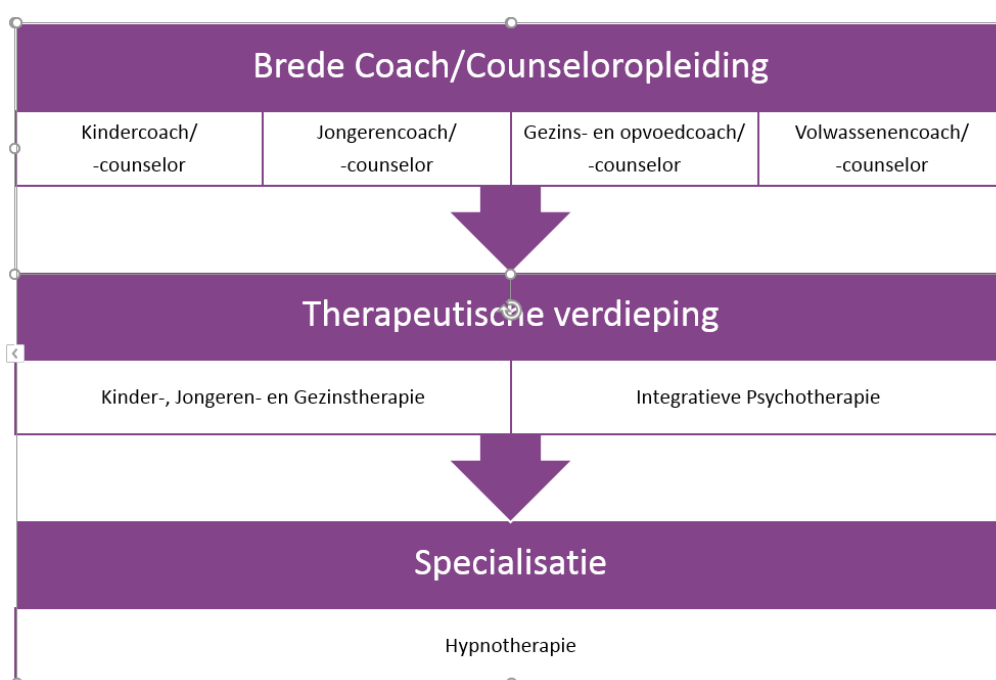 Brede Coach/Counseloropleiding
Kindercoach/
-counselor
Jongerencoach/
-counselor
Gezins- en opvoedcoach/
-counselor
Volwassenencoach/
-counselor
Therapeutische verdieping
Kinder-, Jongeren- en Gezinstherapie
Integratieve Psychotherapie
Specialisatie
Hypnotherapie